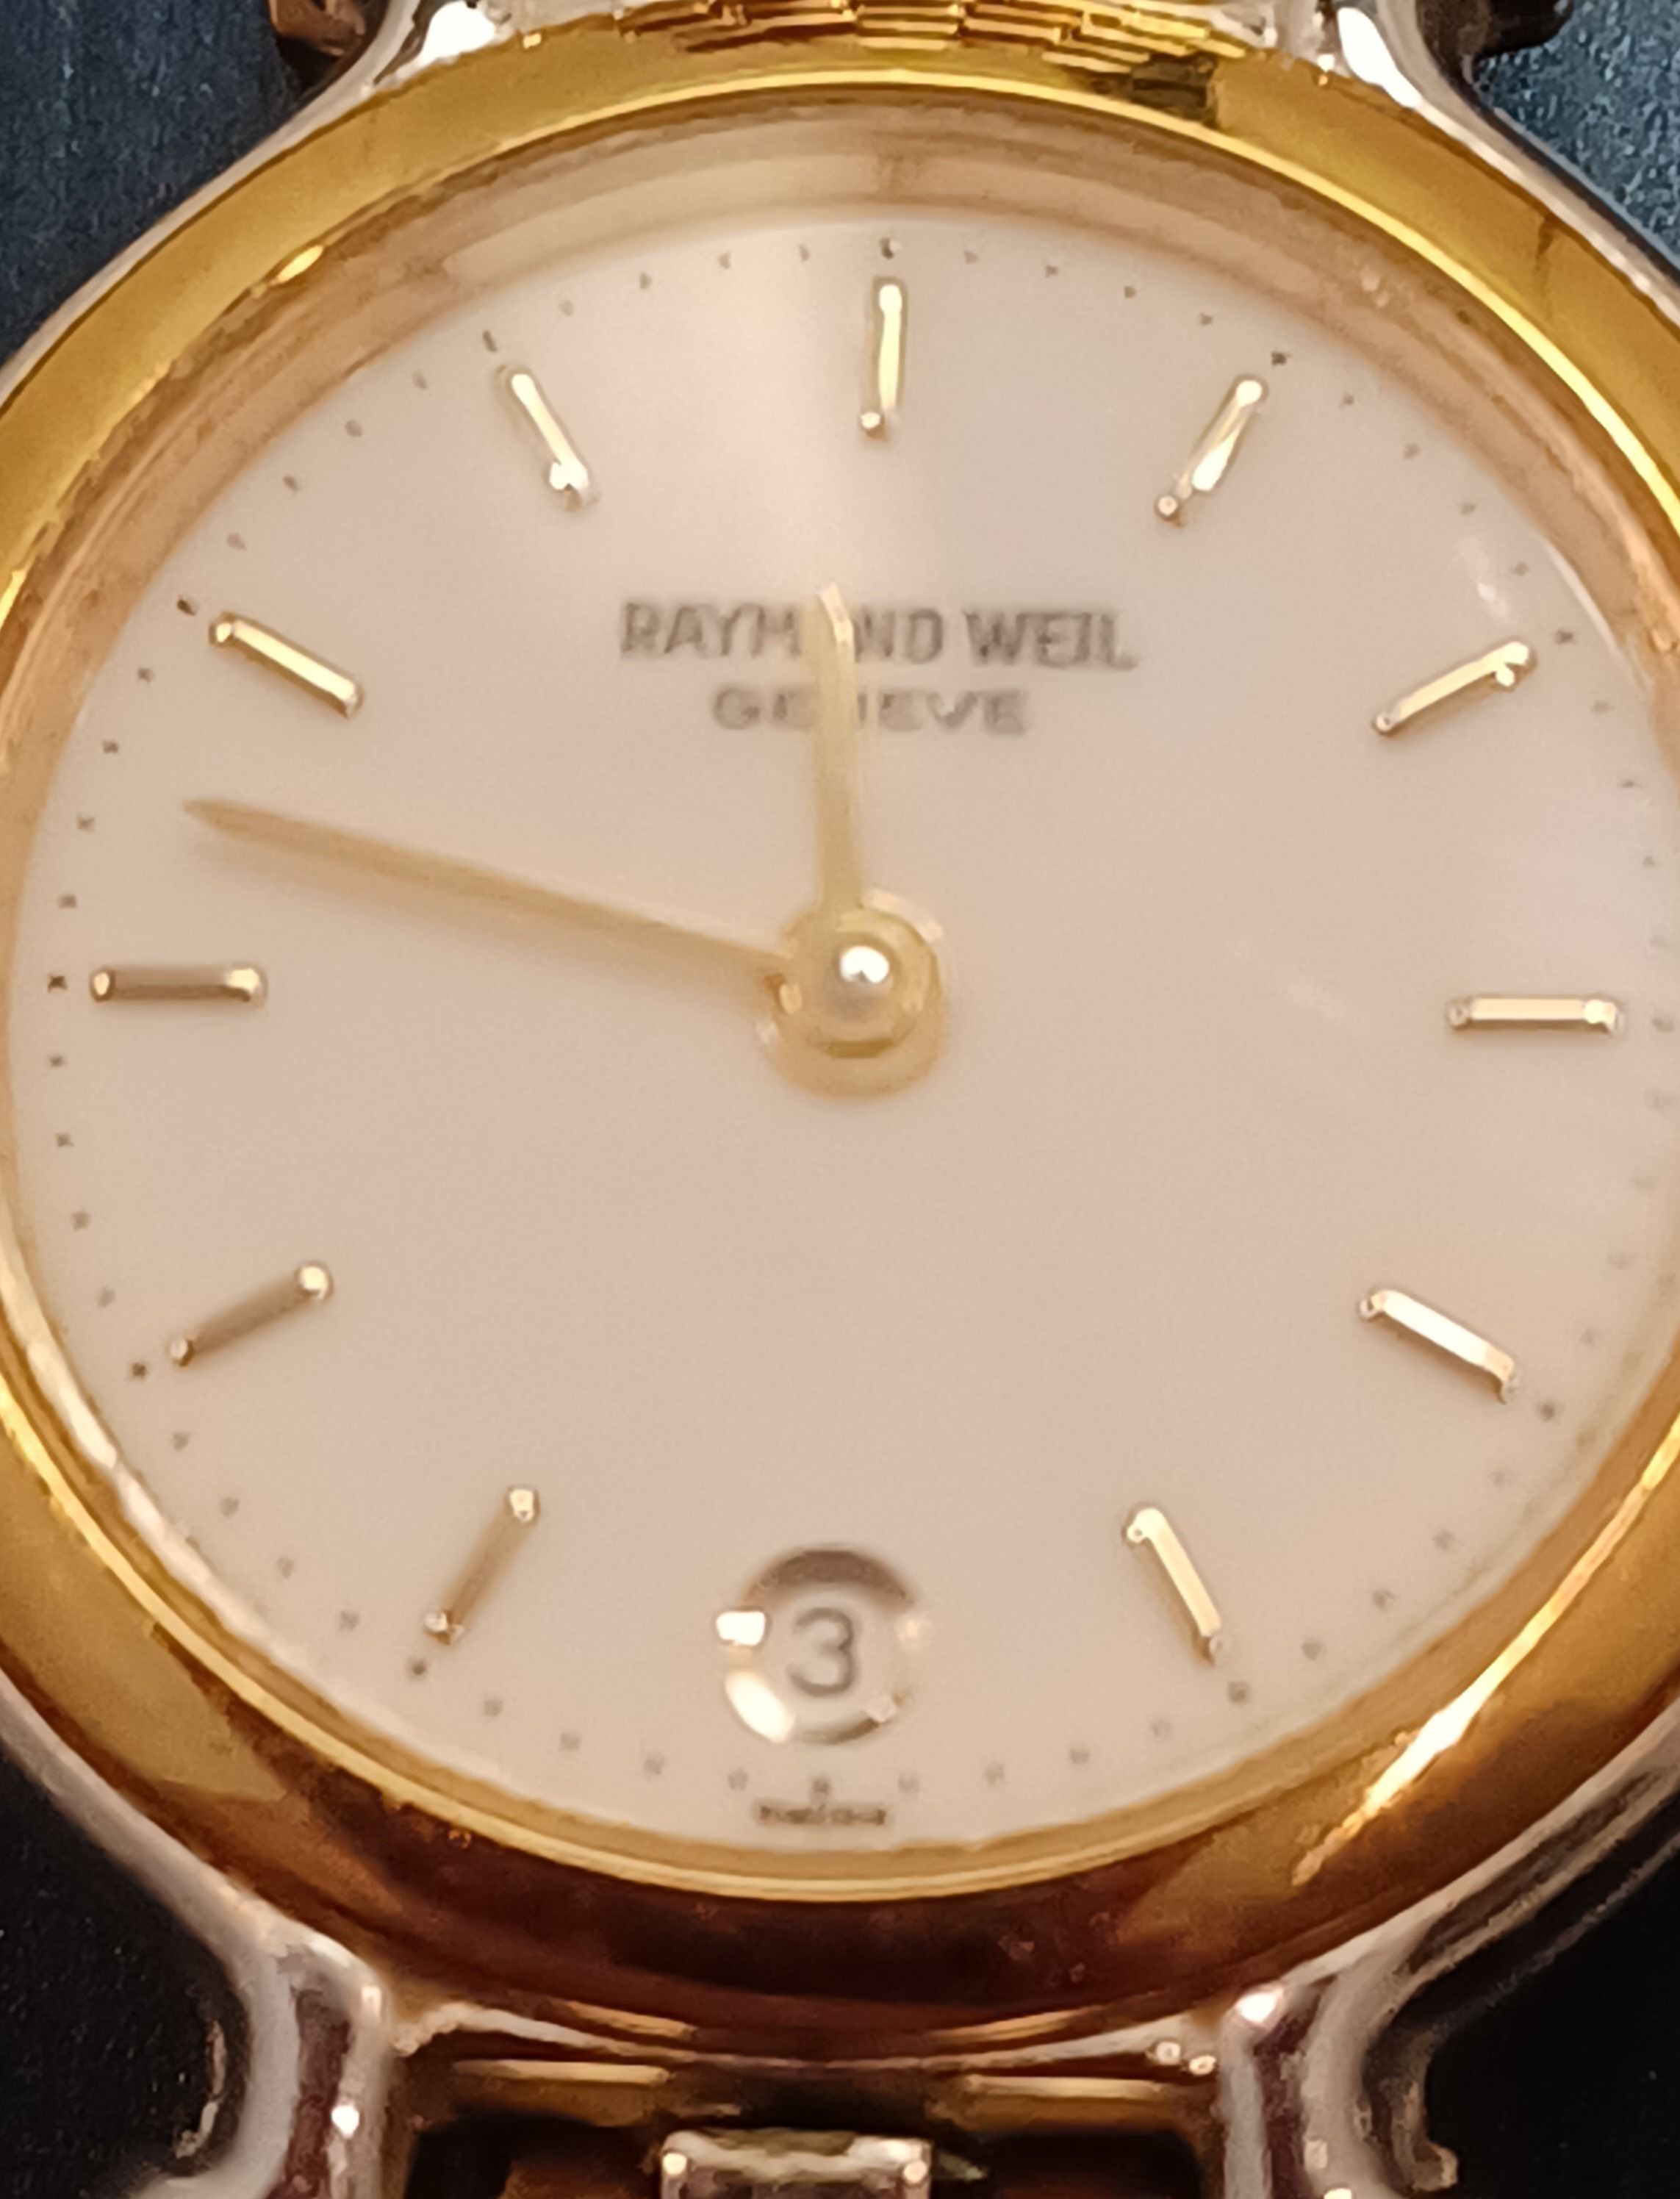 RAYMOND WEIL
GENEVE
3